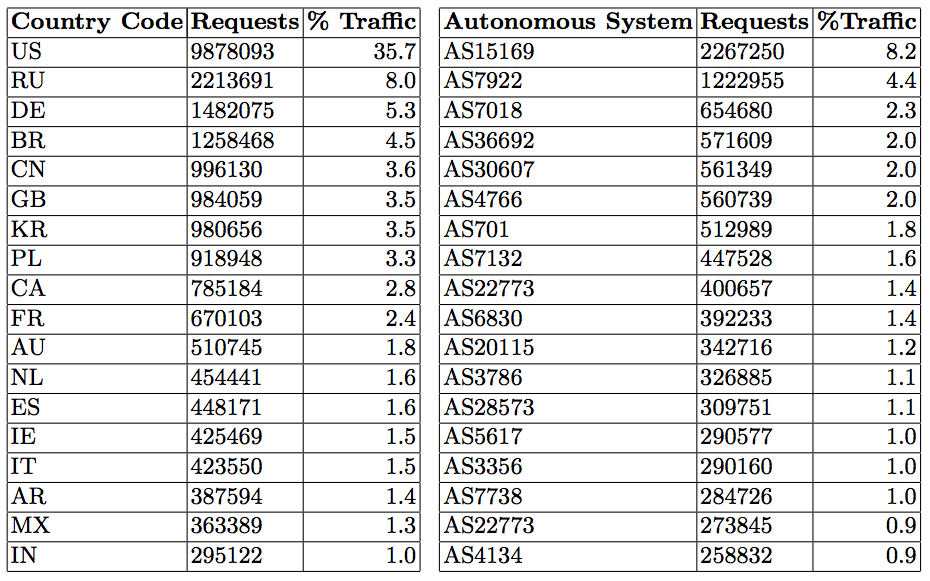 Country Code Requests % Traffic
US 9878093 35.7
RU 2213691 8.0
DE 1482075 5.3
BR 1258468 4.5
CN 996130 3.6
GB 984059 3.5
KR 980656 3.5
PL 918948 3.3
CA 785184 2.8
FR 670103 2.4
AU 510745 1.8
NL 454441 1.6
ES 448171 1.6
IE 425469 1.5
IT 423550 1.5
AR 387594 1.4
MX 363389 1.3
IN 295122 1.0
Autonomous System Requests %Traffic
AS15169 2267250 8.2
AS7922 1222955 4.4
AS7018 654680 2.3
AS36692 571609 2.0
AS30607 561349 2.0
AS4766 560739 2.0
AS701 512989 1.8
AS7132 447528 1.6
AS22773 400657 1.4
AS6830 392233 1.4
AS20115 342716 1.2
AS3786 326885 1.1
AS28573 309751 1.1
AS5617 290577 1.0
AS3356 290160 1.0
AS7738 284726 1.0
AS22773 273845 0.9
AS4134 258832 0.9